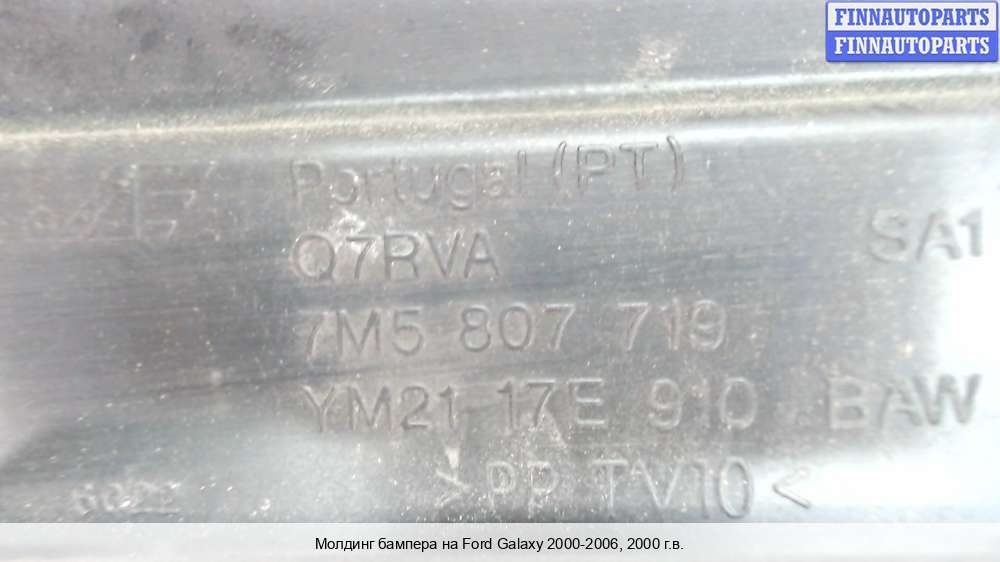 FINNAUTOPARTS
FINNAUTOPARTS
Portugal (PT)
Q7RVA SA1
7M5 807 719
YM21 17E 910 BAW
>PP TV10<
Молдинг бампера на Ford Galaxy 2000-2006, 2000 г.в.